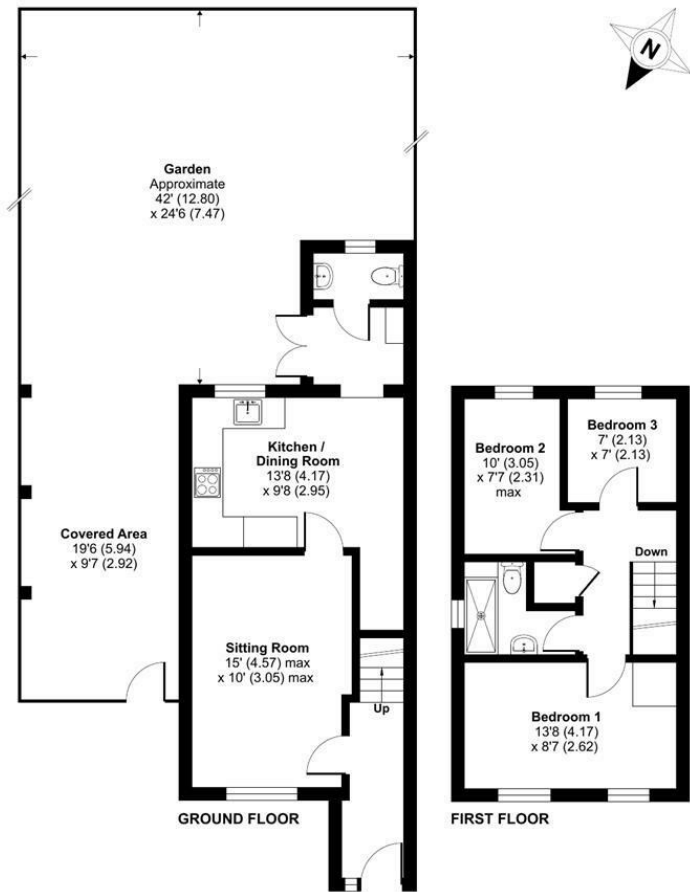 N
Garden
Approximate
42' (12.80)
x 24'6 (7.47)
Kitchen /
Dining Room
13'8 (4.17)
x 9'8 (2.95)
Covered Area
19'6 (5.94)
x 9'7 (2.92)
Sitting Room
15' (4.57) max
x 10' (3.05) max
Up
GROUND FLOOR
Bedroom 2
10' (3.05)
x 7'7 (2.31)
max
Bedroom 3
7' (2.13)
x 7' (2.13)
Down
Bedroom 1
13'8 (4.17)
x 8'7 (2.62)
FIRST FLOOR